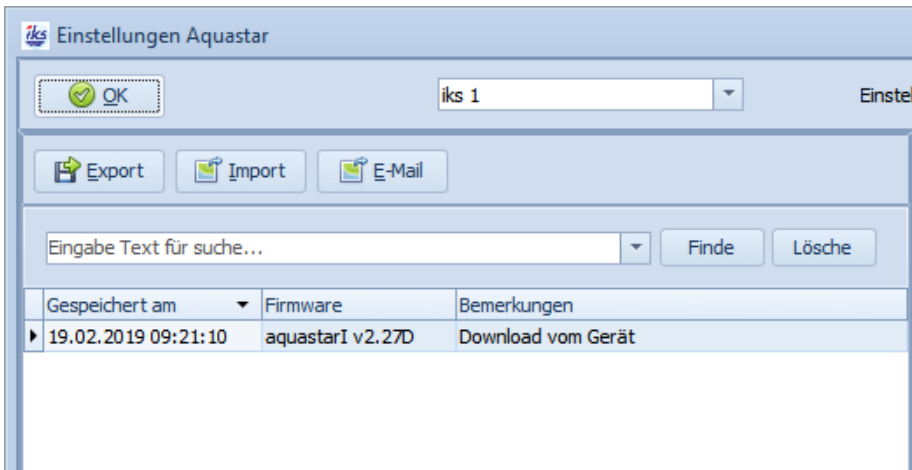 iks Einstellungen Aquastar
OK iks 1 Einstel
Export Import E-Mail
Eingabe Text für suche... Finde Lösche
Gespeichert am Firmware Bemerkungen
19.02.2019 09:21:10 aquastarI v2.27D Download vom Gerät